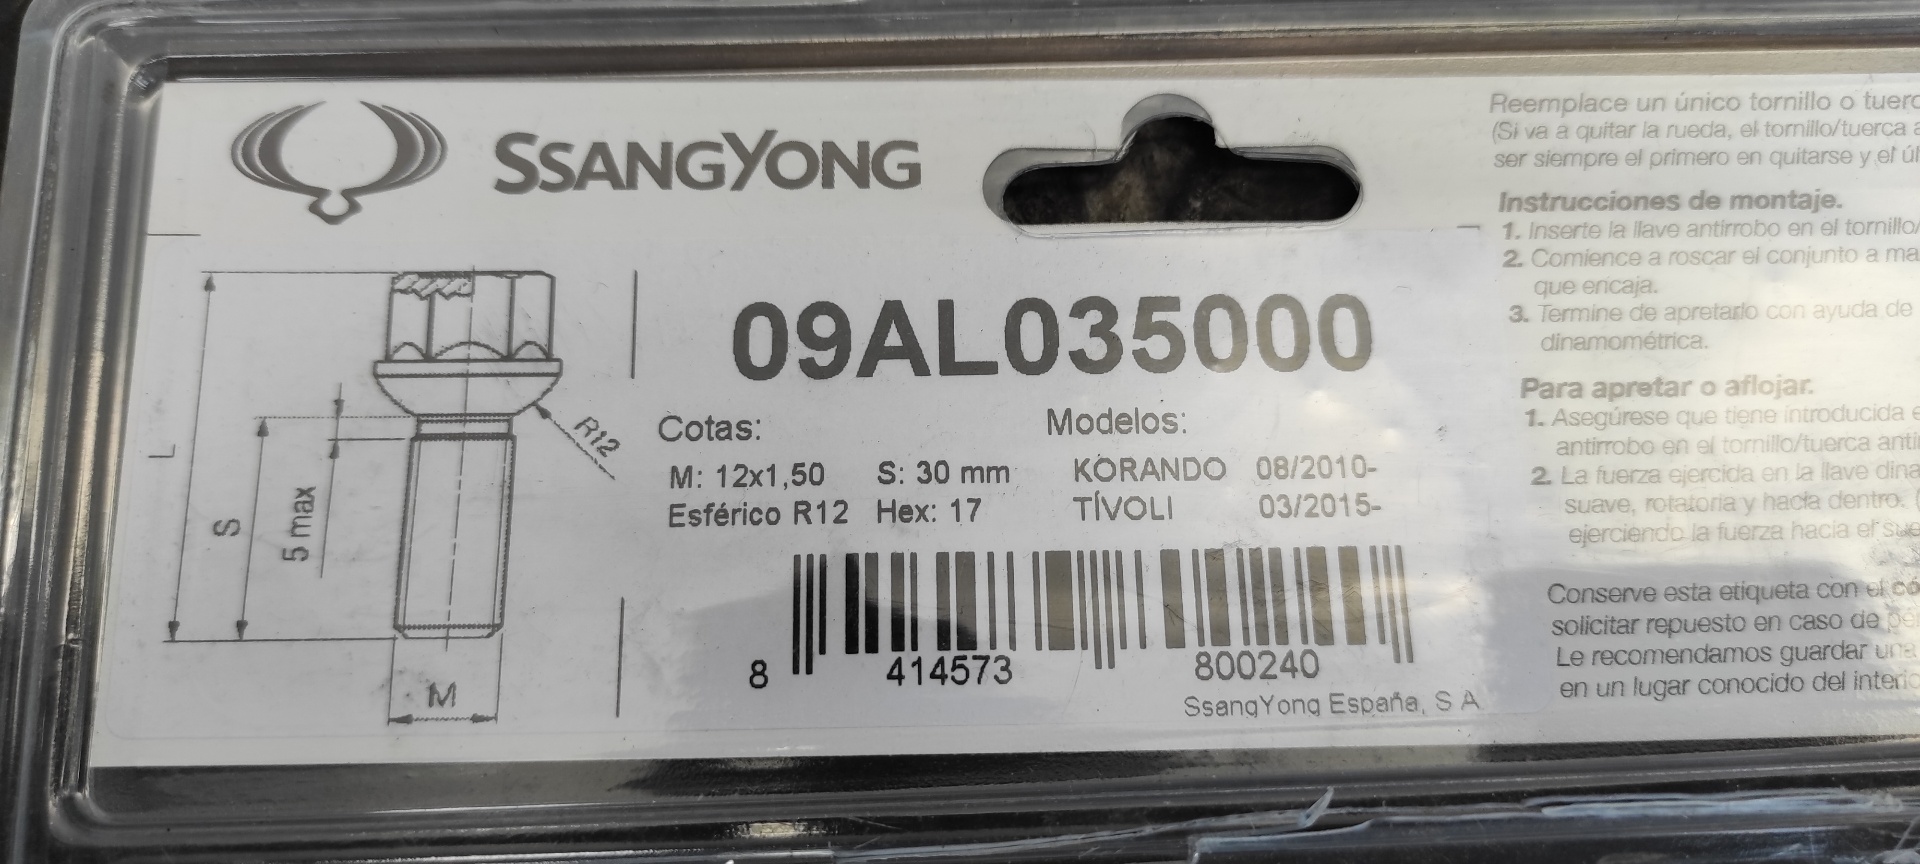 SSANGYONG
09AL035000
Cotas:
M: 12x1,50 S: 30 mm
Esférico R12 Hex: 17
Modelos:
KORANDO 08/2010-
TÍVOLI 03/2015-
L
S
5 max
R12
M
8 414573 800240
SsangYong España, S A
Reemplace un único tornillo o
(Si va a quitar la rueda, el tornillo/tuerca
ser siempre el primero en quitarse y el
Instrucciones de montaje.
1. Inserte la llave antirrobo en el tornillo/
2. Comience a roscar el conjunto a
que encaja.
3. Termine de apretarlo con ayuda de
dinamométrica.
Para apretar o aflojar.
1. Asegúrese que tiene introducida
antirrobo en el tornillo/tuerca
2. La fuerza ejercida en la llave
suave, rotatoria y hacia dentro.
ejerciendo la fuerza hacia el
Conserve esta etiqueta con el
solicitar repuesto en caso de
Le recomendamos guardar una
en un lugar conocido del